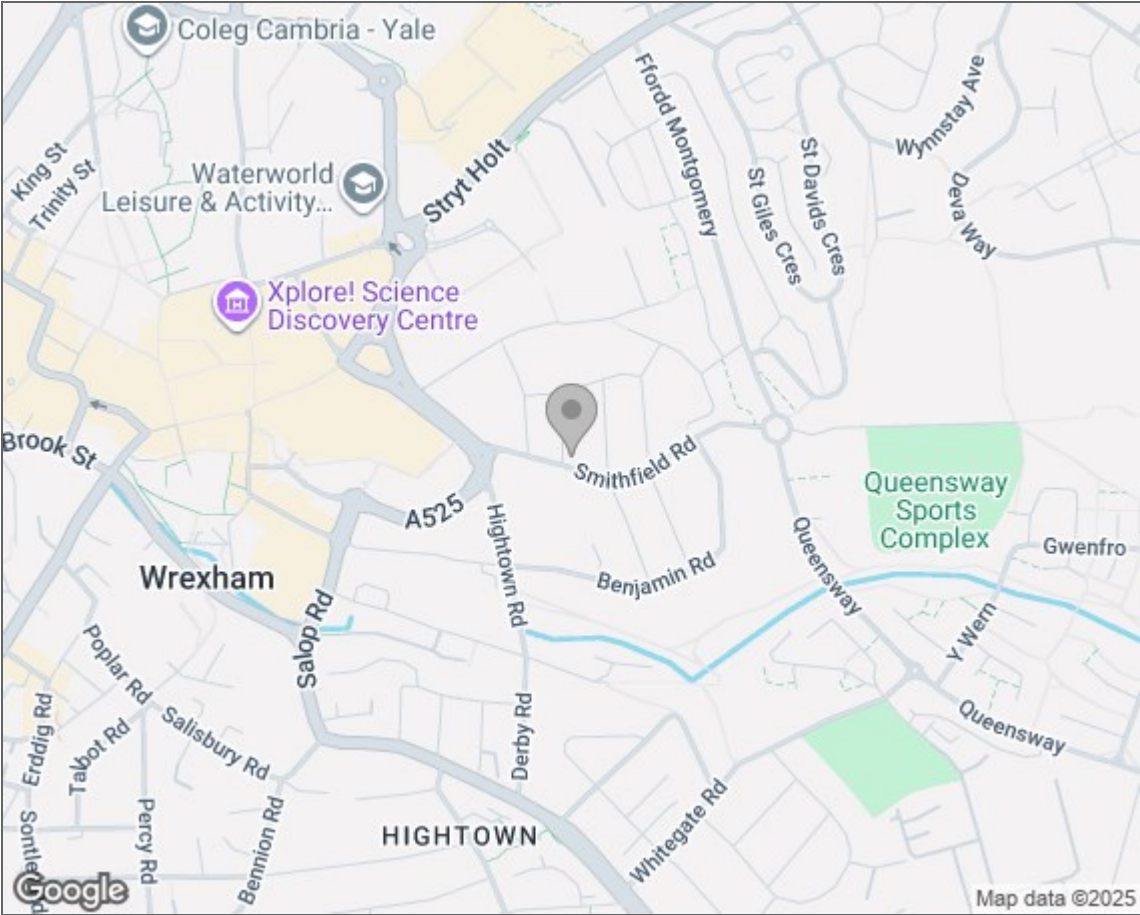 Coleg Cambria - Yale
King St
Trinity St
Waterworld
Leisure & Activity...
Stryt Holt
Ffordd Montgomery
St Giles Cres
St Davids Cres
Wynnstay Ave
Deva Way
Xplore! Science
Discovery Centre
Brook St
A525
Smithfield Rd
Queensway
Sports
Complex
Hightown Rd
Benjamin Rd
Queensway
Gwenfro
Wrexham
Salop Rd
Y Wern
Poplar Rd
Salisbury Rd
Erddig Rd
Talbot Rd
Derby Rd
Queensway
Percy Rd
Bennion Rd
HIGHTOWN
Whitegate Rd
Google
Map data ©2025